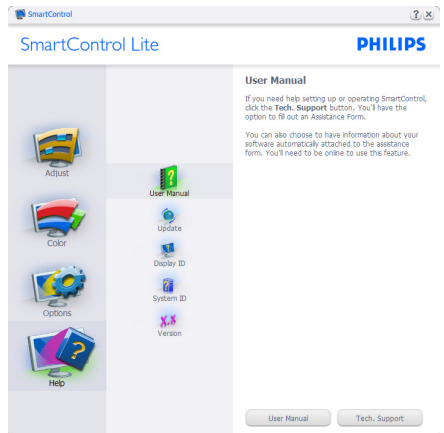 SmartControl
? x
SmartControl Lite
PHILIPS
Adjust
Color
Options
Help
User Manual
Update
Display ID
System ID
X.X
Version
User Manual
If you need help setting up or operating SmartControl,
click the Tech. Support button. You'll have the
option to fill out an Assistance Form.
You can also choose to have information about your
software automatically attached to the assistance
form. You'll need to be online to use this feature.
User Manual
Tech. Support